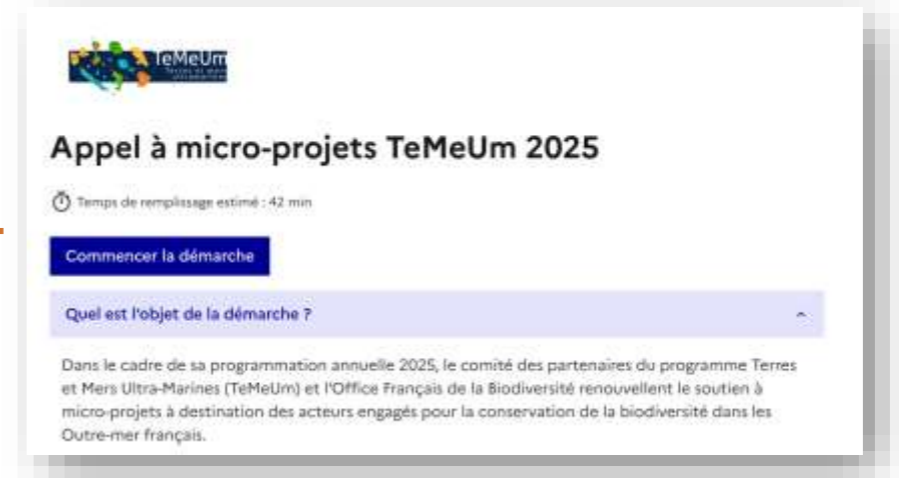 TeMeUm
Appel à micro-projets TeMeUm 2025
Temps de remplissage estimé : 42 min
Commencer la démarche
Quel est l'objet de la démarche ?
Dans le cadre de sa programmation annuelle 2025, le comité des partenaires du programme Terres
et Mers Ultra-Marines (TeMeUm) et l'Office Français de la Biodiversité renouvellent le soutien à
micro-projets à destination des acteurs engagés pour la conservation de la biodiversité dans les
Outre-mer français.